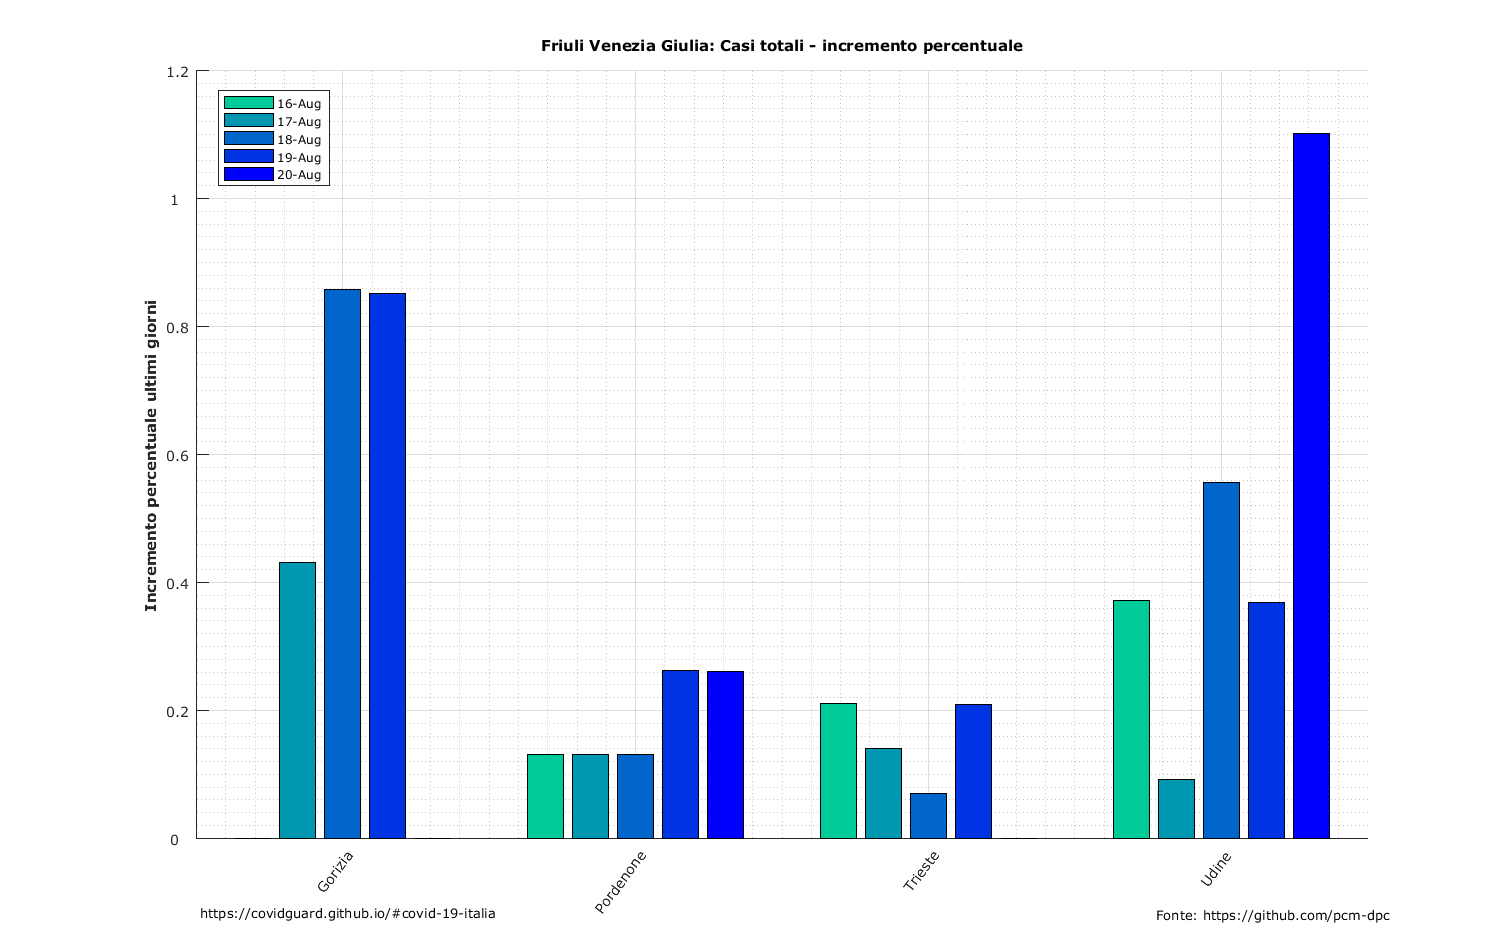 Friuli Venezia Giulia: Casi totali - incremento percentuale
1.2
1
0.8
0.6
0.4
0.2
0
Incremento percentuale ultimi giorni
16-Aug
17-Aug
18-Aug
19-Aug
20-Aug
Gorizia
Pordenone
Trieste
Udine
https://covidguard.github.io/#covid-19-italia
Fonte: https://github.com/pcm-dpc